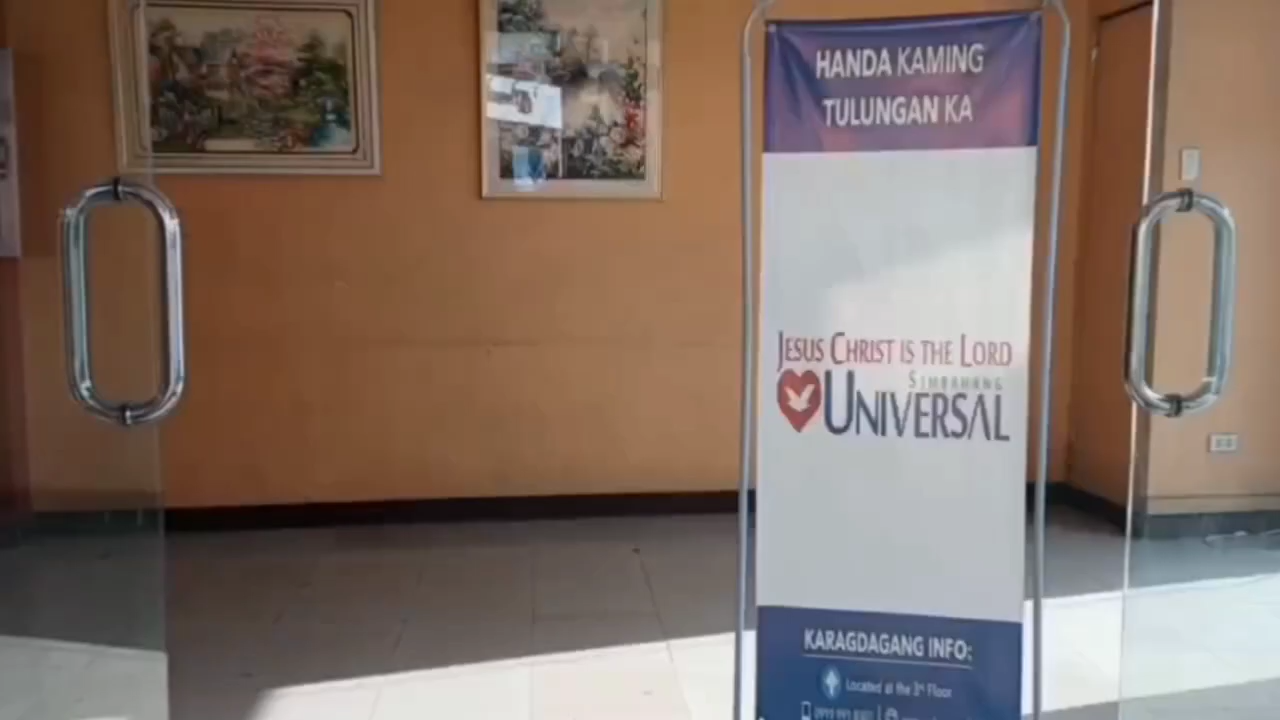 HANDA KAMING
TULUNGAN KA
JESUS CHRIST IS THE LORD
SIMBAHANG
UNIVERSAL
KARAGDAGANG INFO:
Located at the 3rd Floor